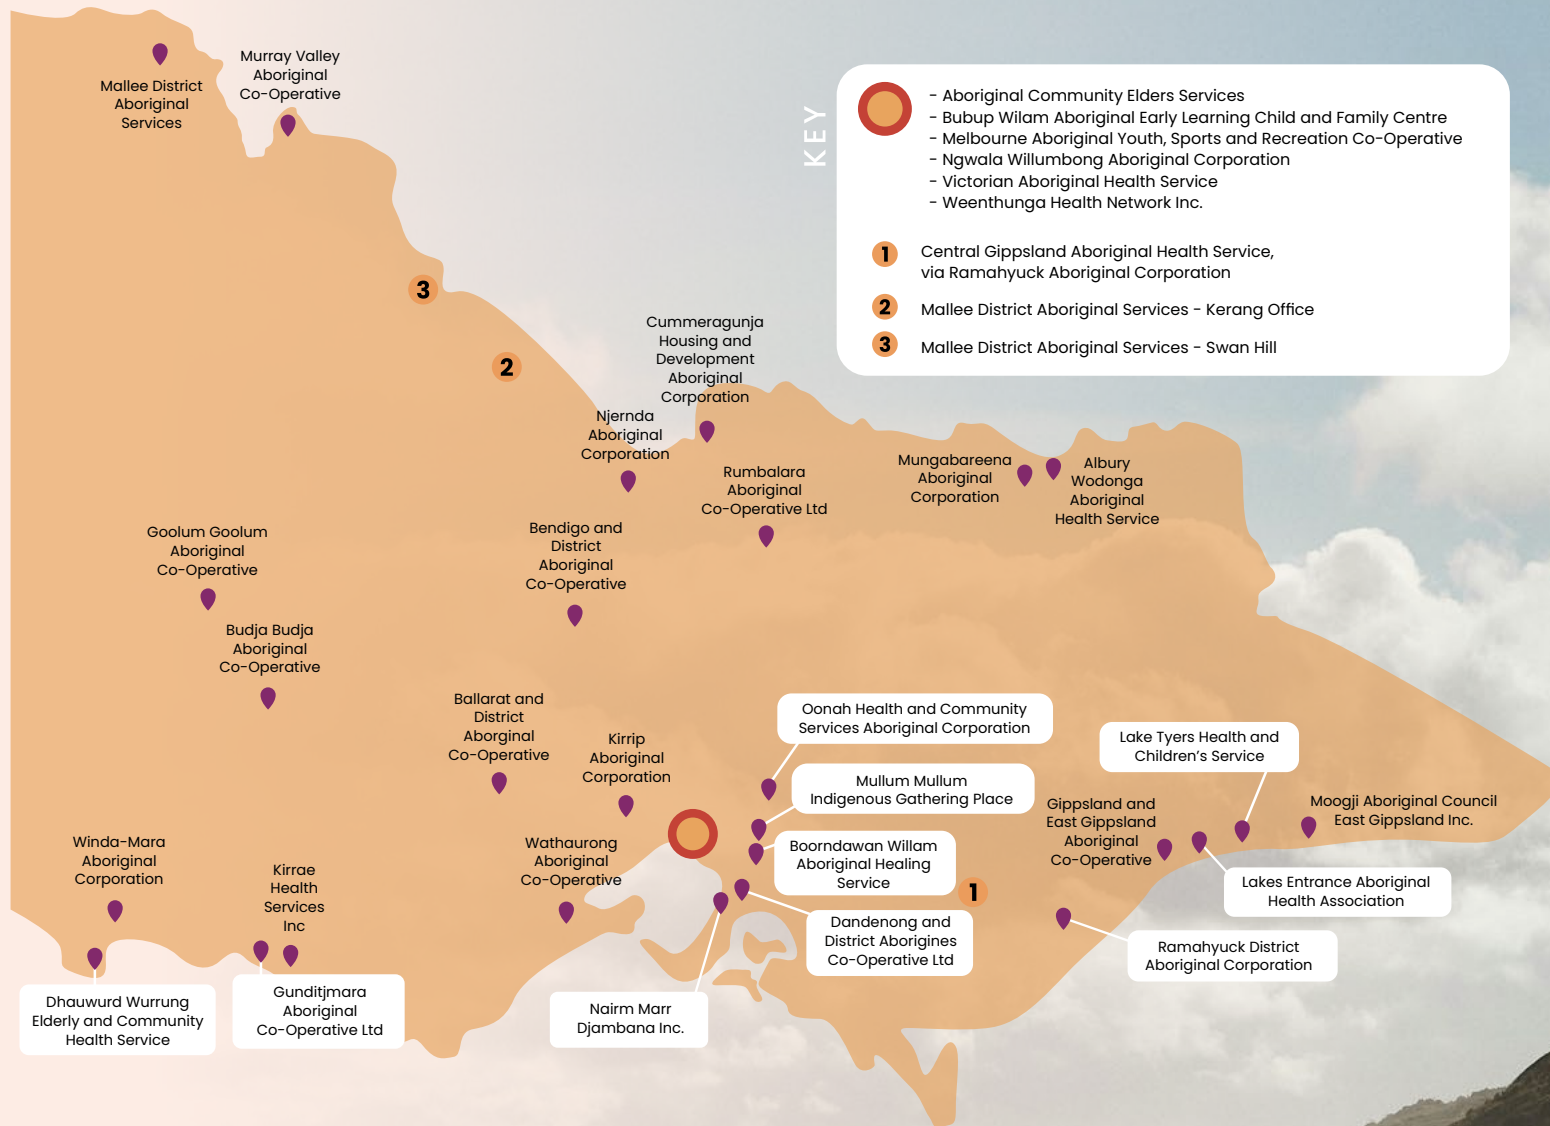 Mallee District
Aboriginal
Services
Murray Valley
Aboriginal
Co-Operative
KEY
- Aboriginal Community Elders Services
- Bubup Wilam Aboriginal Early Learning Child and Family Centre
- Melbourne Aboriginal Youth, Sports and Recreation Co-Operative
- Ngwala Willumbong Aboriginal Corporation
- Victorian Aboriginal Health Service
- Weenthunga Health Network Inc.
1
Central Gippsland Aboriginal Health Service,
via Ramahyuck Aboriginal Corporation
2
Mallee District Aboriginal Services - Kerang Office
3
Mallee District Aboriginal Services - Swan Hill
3
2
Cummeragunja
Housing and
Development
Aboriginal
Corporation
Njernda
Aboriginal
Corporation
Rumbalara
Aboriginal
Co-Operative Ltd
Mungabareena
Aboriginal
Corporation
Albury
Wodonga
Aboriginal
Health Service
Goolum Goolum
Aboriginal
Co-Operative
Bendigo and
District
Aboriginal
Co-Operative
Budja Budja
Aboriginal
Co-Operative
Ballarat and
District
Aborginal
Co-Operative
Kirrip
Aboriginal
Corporation
Oonah Health and Community
Services Aboriginal Corporation
Mullum Mullum
Indigenous Gathering Place
Lake Tyers Health and
Children's Service
Gippsland and
East Gippsland
Aboriginal
Co-Operative
Moogji Aboriginal Council
East Gippsland Inc.
Winda-Mara
Aboriginal
Corporation
Kirrae
Health
Services
Inc
Wathaurong
Aboriginal
Co-Operative
Boorndawan Willam
Aboriginal Healing
Service
1
Lakes Entrance Aboriginal
Health Association
Dandenong and
District Aborigines
Co-Operative Ltd
Ramahyuck District
Aboriginal Corporation
Dhauwurd Wurrung
Elderly and Community
Health Service
Gunditjmara
Aboriginal
Co-Operative Ltd
Nairm Marr
Djambana Inc.